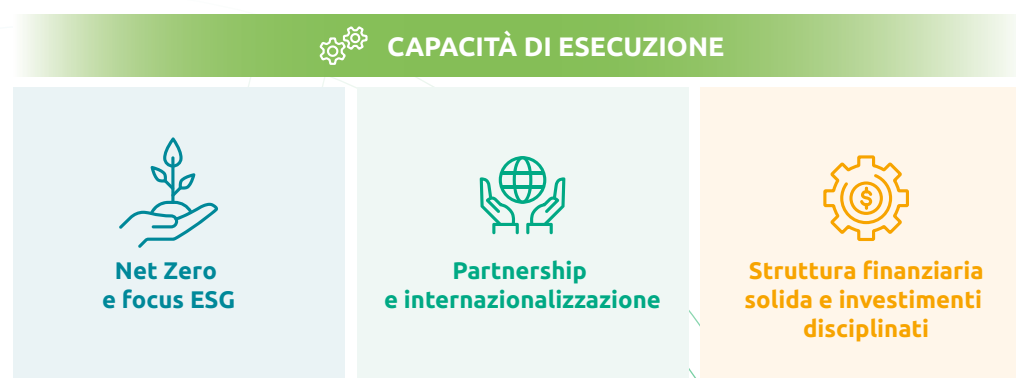 CAPACITÀ DI ESECUZIONE
Net Zero
e focus ESG
Partnership
e internazionalizzazione
Struttura finanziaria
solida e investimenti
disciplinati